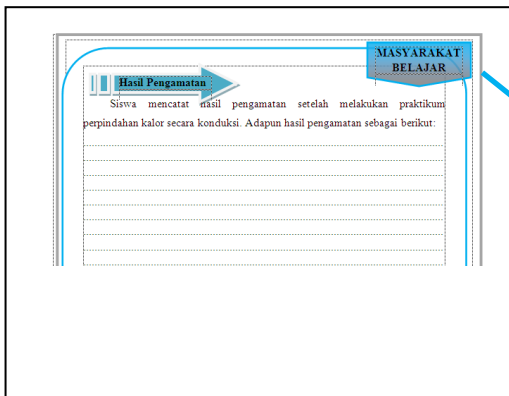 MASYARAKAT
BELAJAR
Hasil Pengamatan
Siswa mencatat hasil pengamatan setelah melakukan praktikum
perpindahan kalor secara konduksi. Adapun hasil pengamatan sebagai berikut: